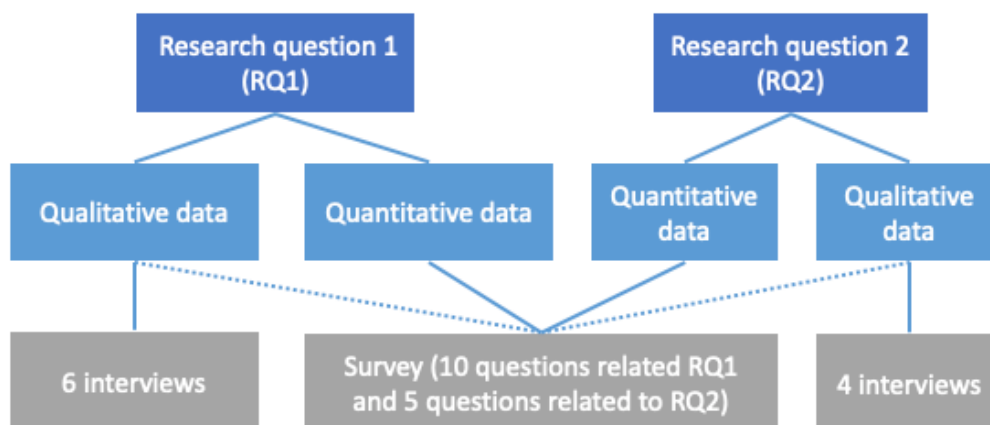 Research question 1
(RQ1)
Research question 2
(RQ2)
Qualitative data
Quantitative data
Quantitative
data
Qualitative
data
6 interviews
Survey (10 questions related RQ1
and 5 questions related to RQ2)
4 interviews